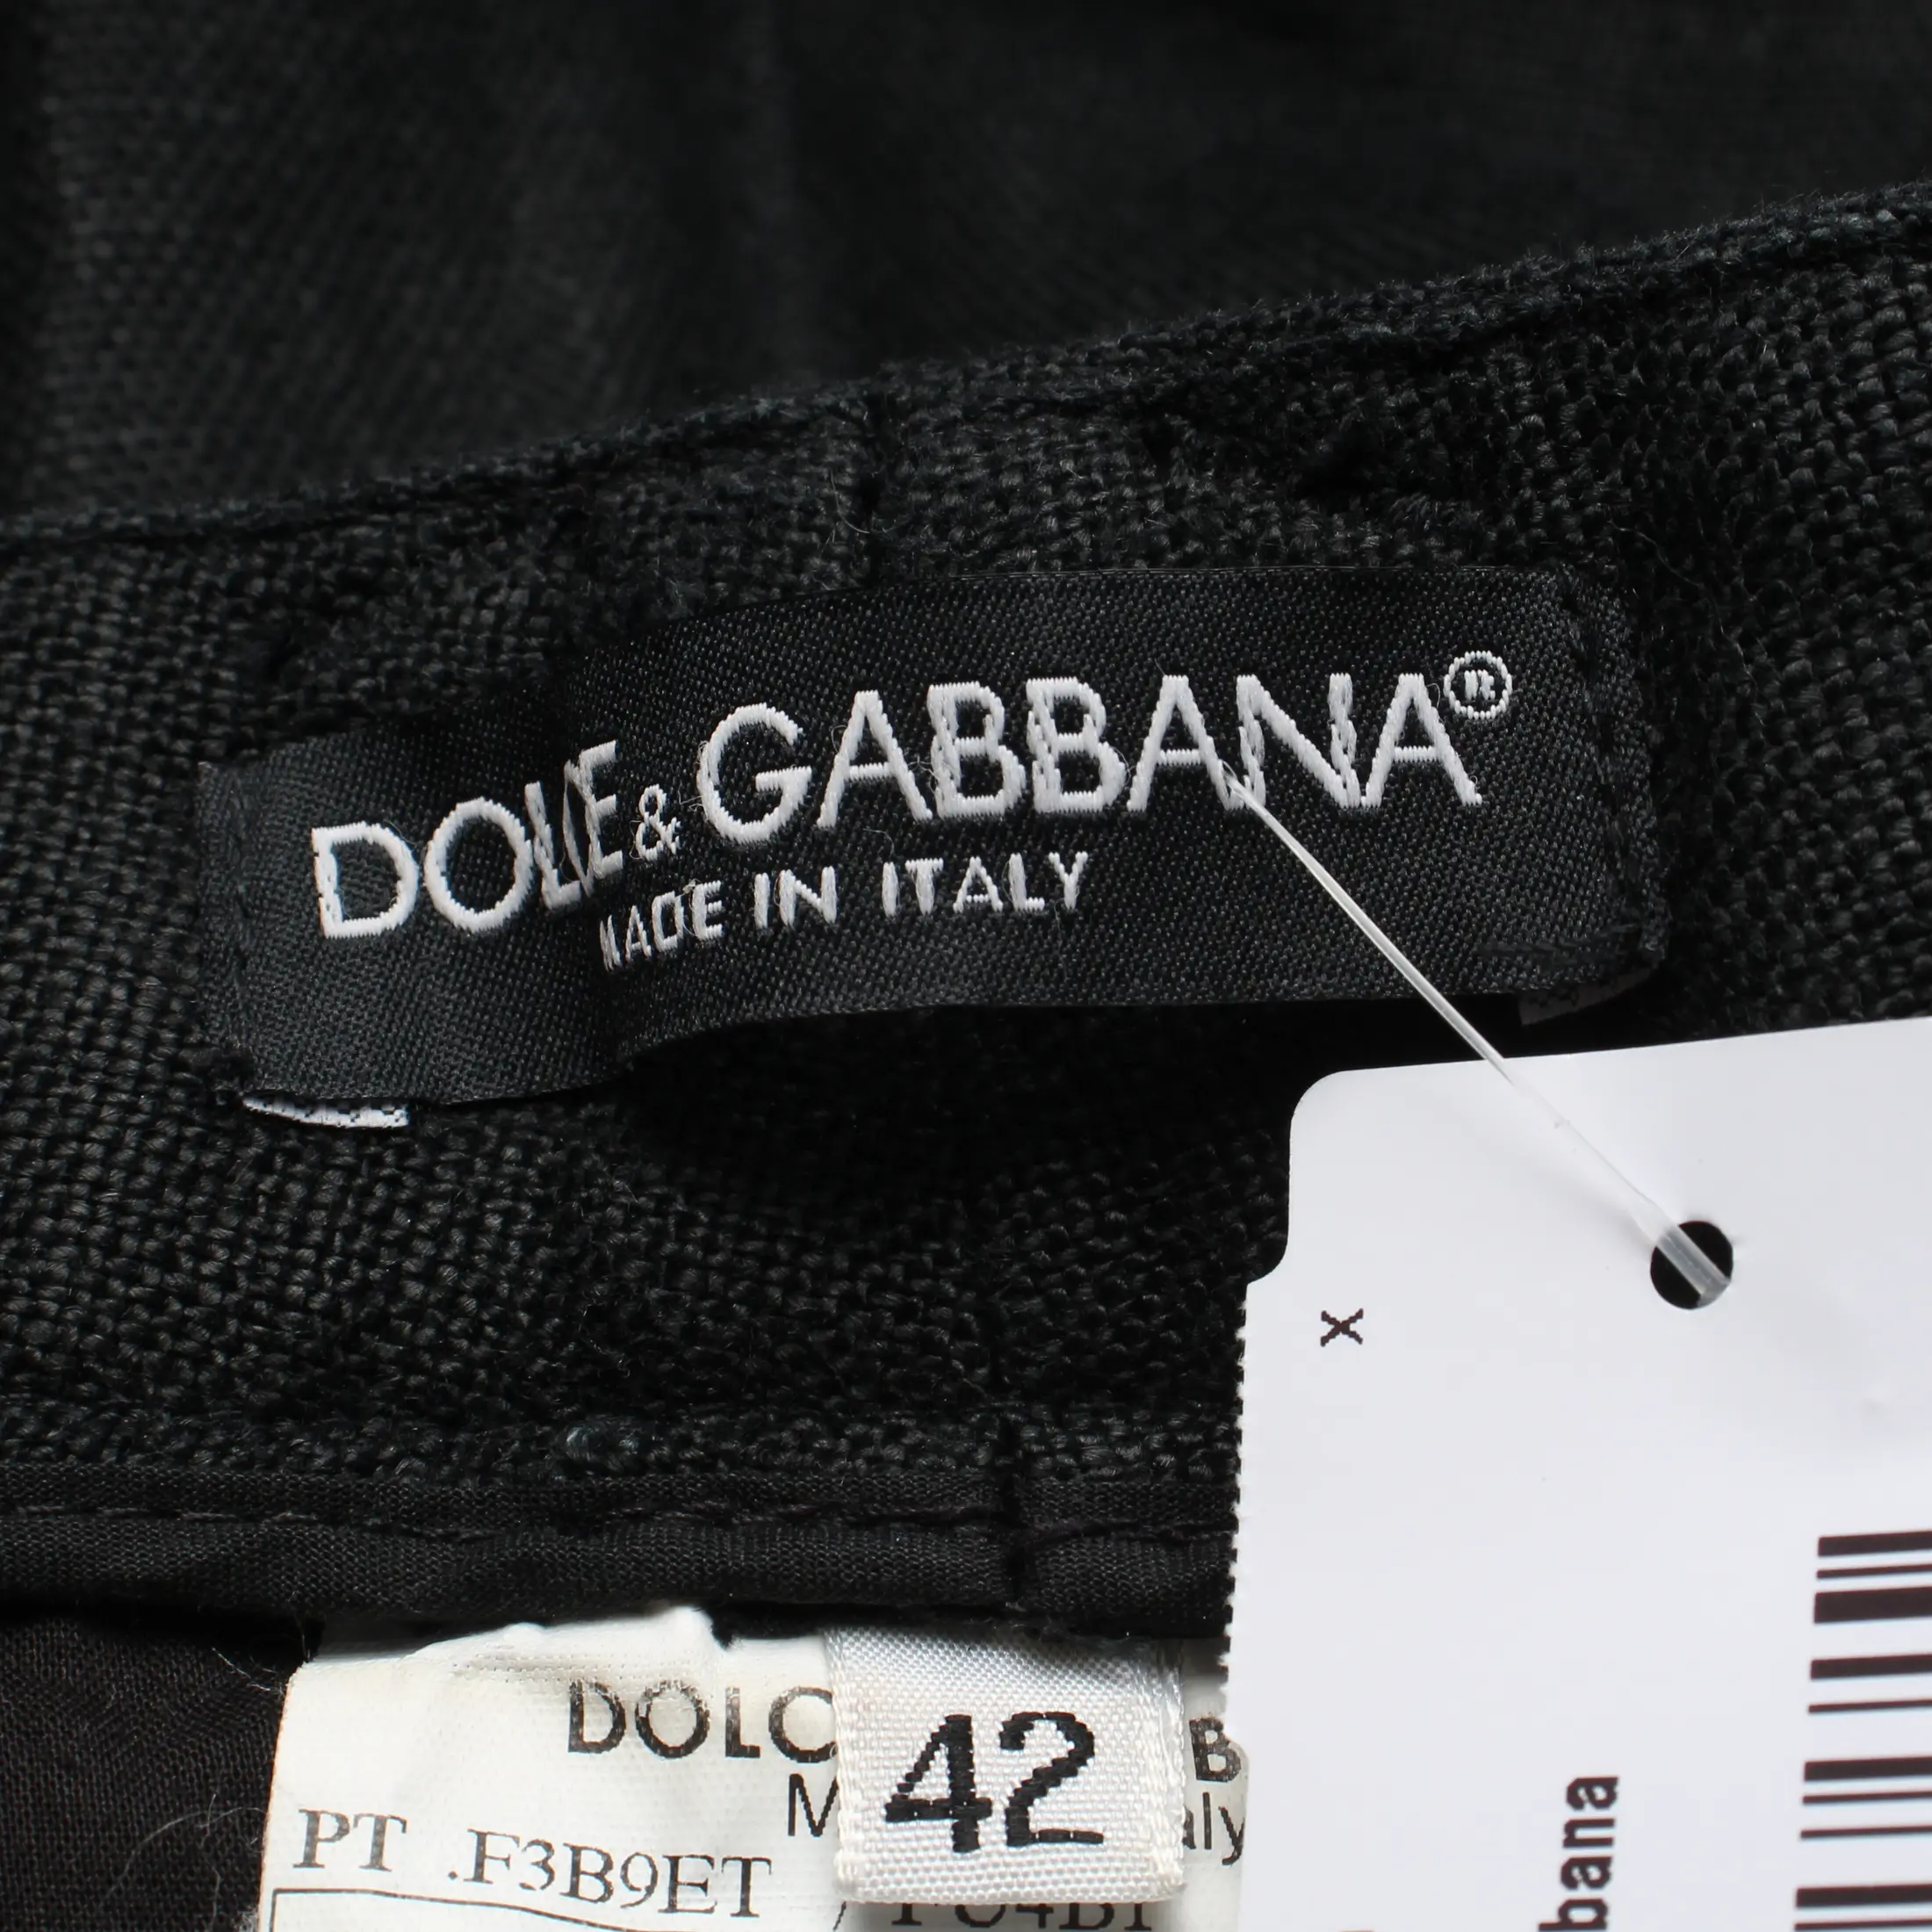 DOLCE & GABBANA®
MADE IN ITALY
x
42
DOLC B
M aly
PT .F3B9ET
bana